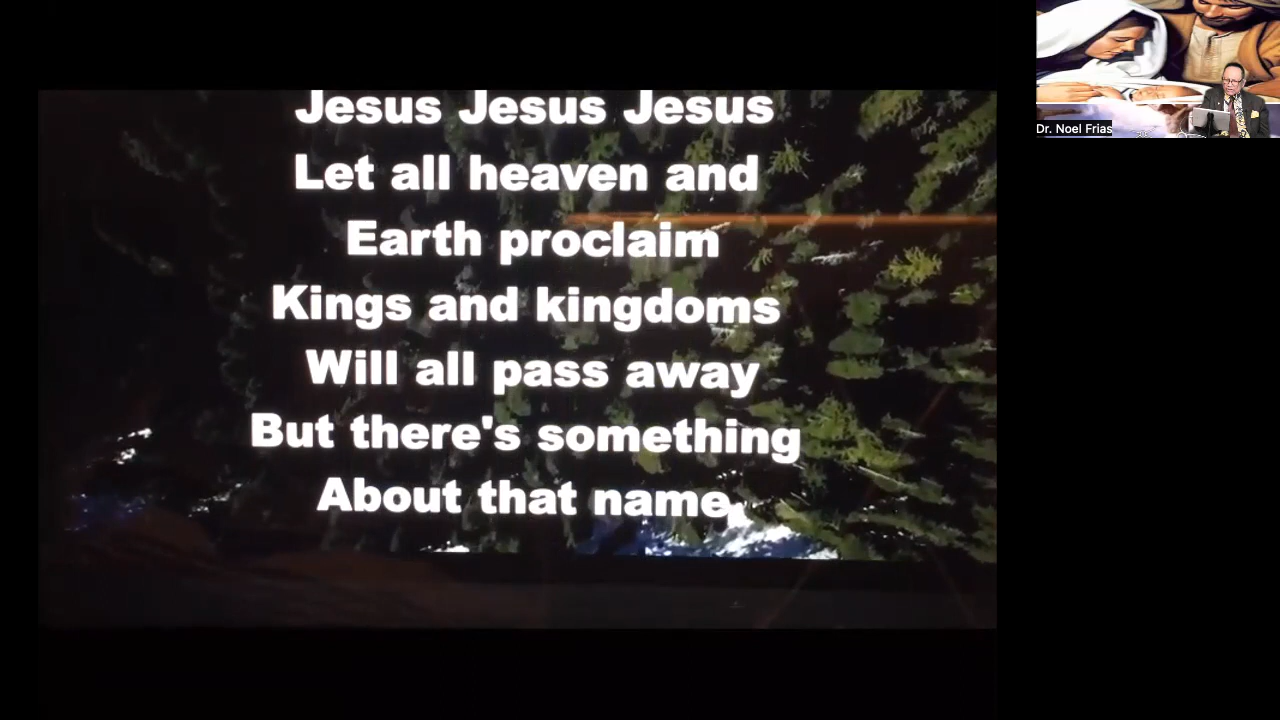 Jesus Jesus Jesus
Let all heaven and
Earth proclaim
Kings and kingdoms
Will all pass away
But there's something
About that name
Dr. Noel Frias